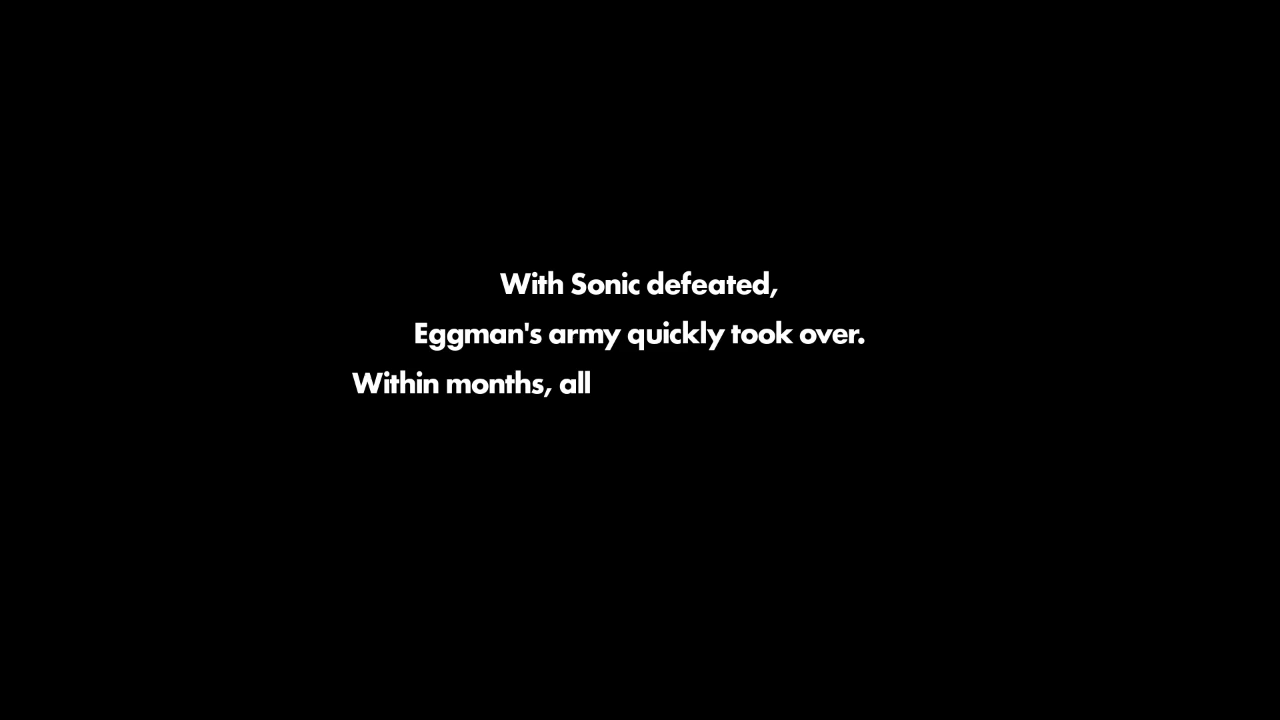 With Sonic defeated,
Eggman's army quickly took over.
Within months, all